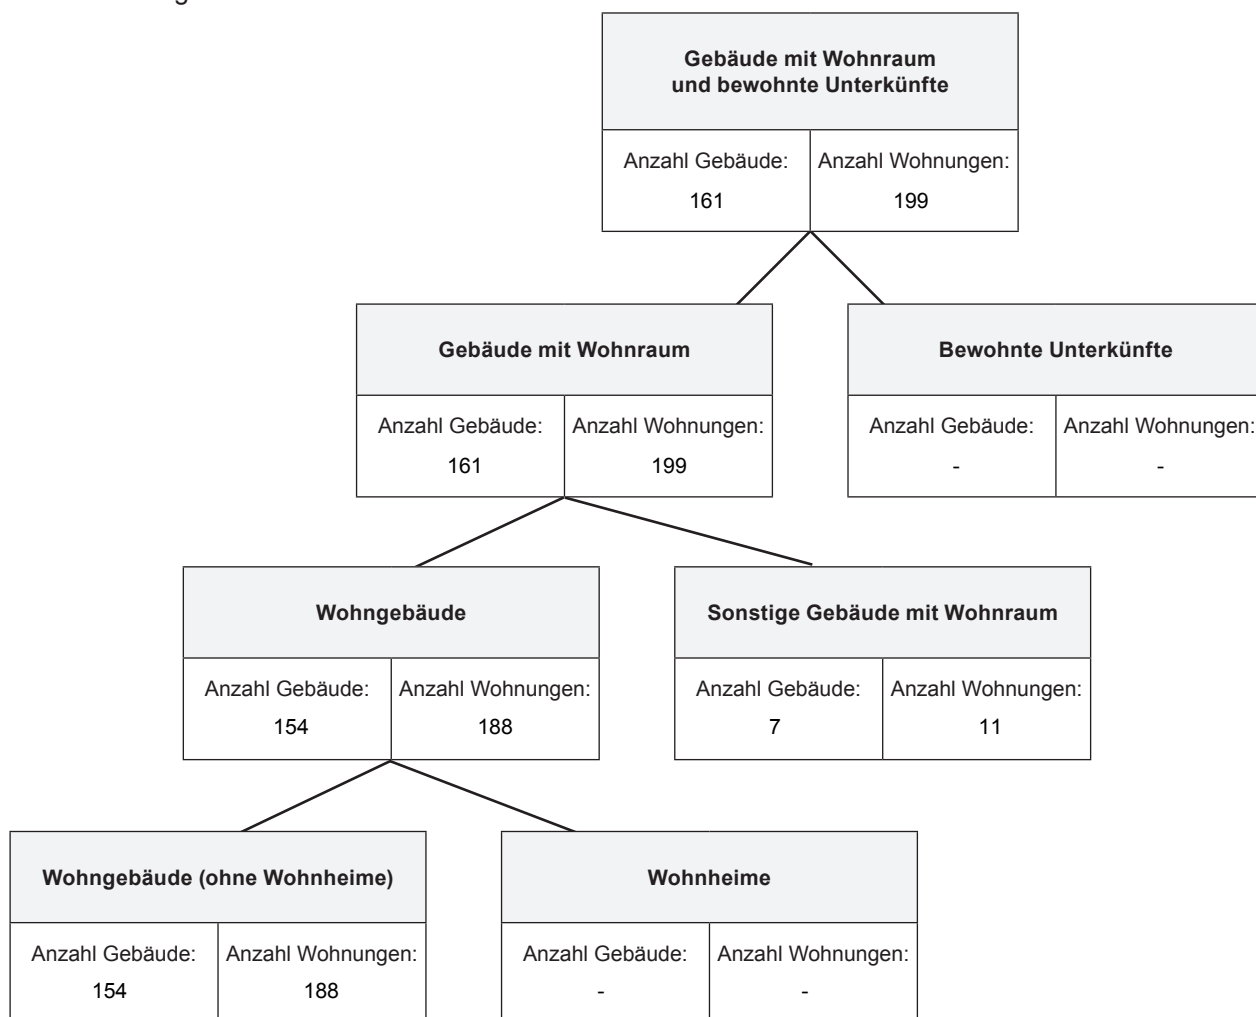 Gebäude mit Wohnraum
und bewohnte Unterkünfte
Anzahl Gebäude: Anzahl Wohnungen:
161 199
Gebäude mit Wohnraum
Bewohnte Unterkünfte
Anzahl Gebäude: Anzahl Wohnungen:
161 199
Anzahl Gebäude: Anzahl Wohnungen:
- -
Wohngebäude
Sonstige Gebäude mit Wohnraum
Anzahl Gebäude: Anzahl Wohnungen:
154 188
Anzahl Gebäude: Anzahl Wohnungen:
7 11
Wohngebäude (ohne Wohnheime)
Wohnheime
Anzahl Gebäude: Anzahl Wohnungen:
154 188
Anzahl Gebäude: Anzahl Wohnungen:
- -